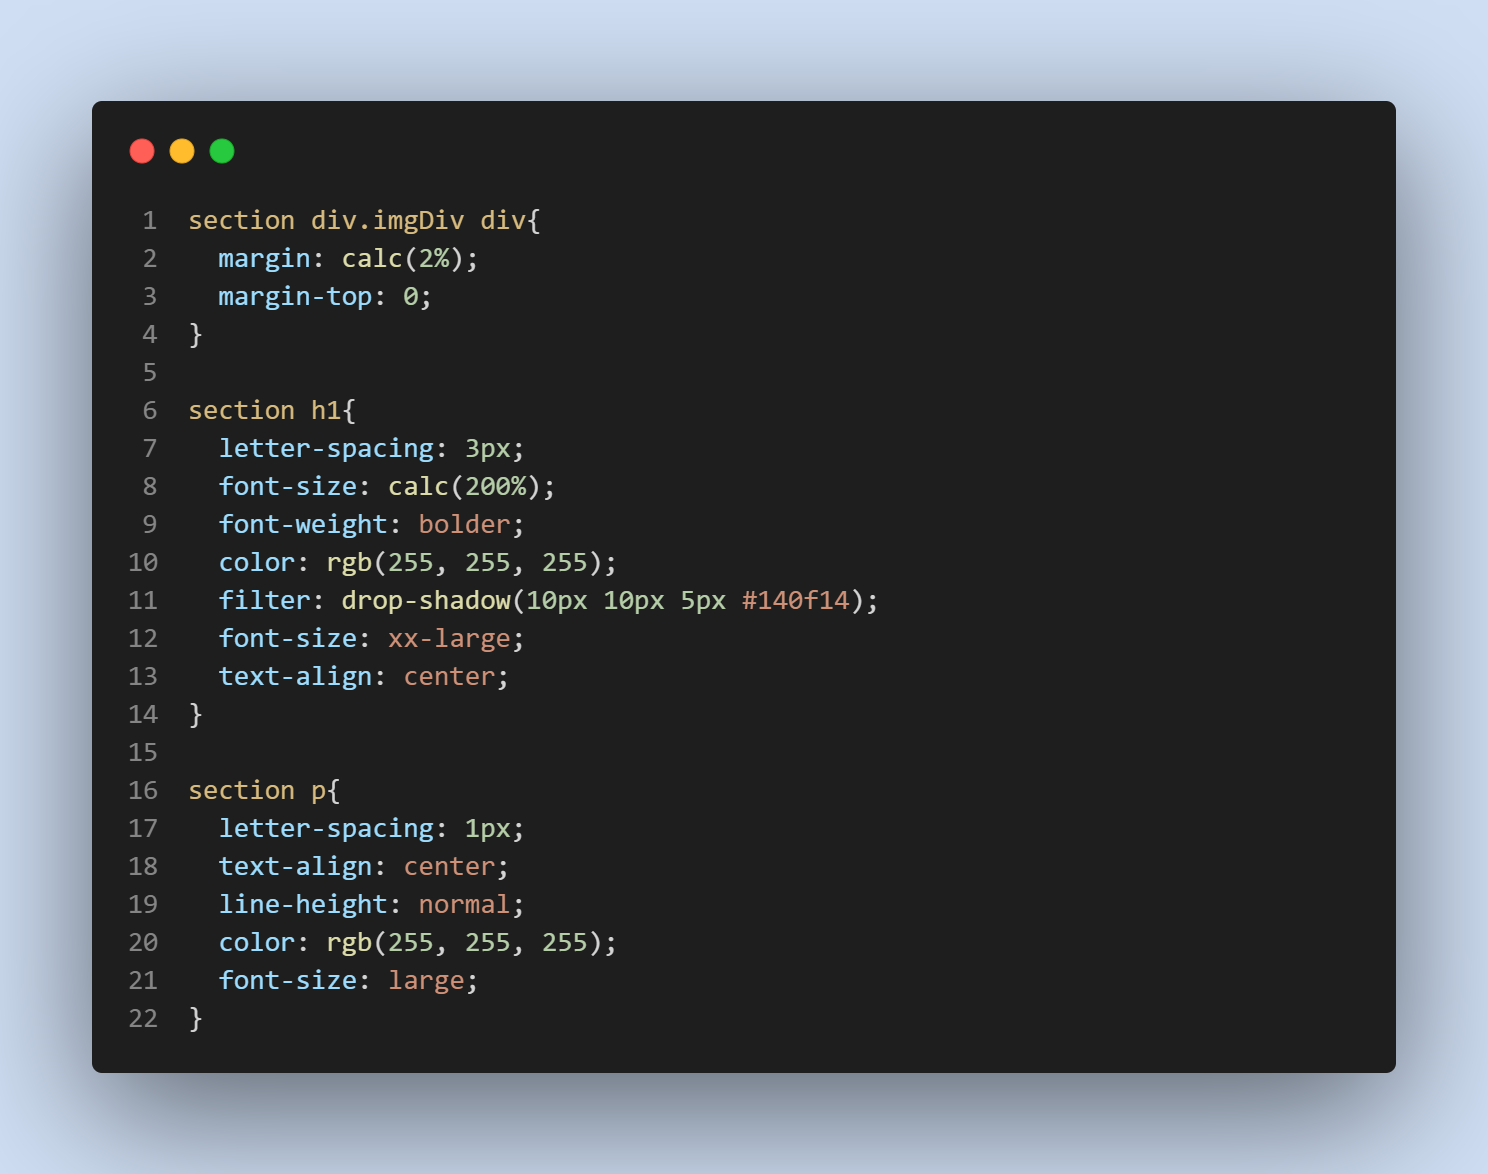 1 section div.imgDiv div{
2   margin: calc(2%);
3   margin-top: 0;
4 }
5
6 section h1{
7   letter-spacing: 3px;
8   font-size: calc(200%);
9   font-weight: bolder;
10   color: rgb(255, 255, 255);
11   filter: drop-shadow(10px 10px 5px #140f14);
12   font-size: xx-large;
13   text-align: center;
14 }
15
16 section p{
17   letter-spacing: 1px;
18   text-align: center;
19   line-height: normal;
20   color: rgb(255, 255, 255);
21   font-size: large;
22 }